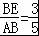 BE/AB = 3/5